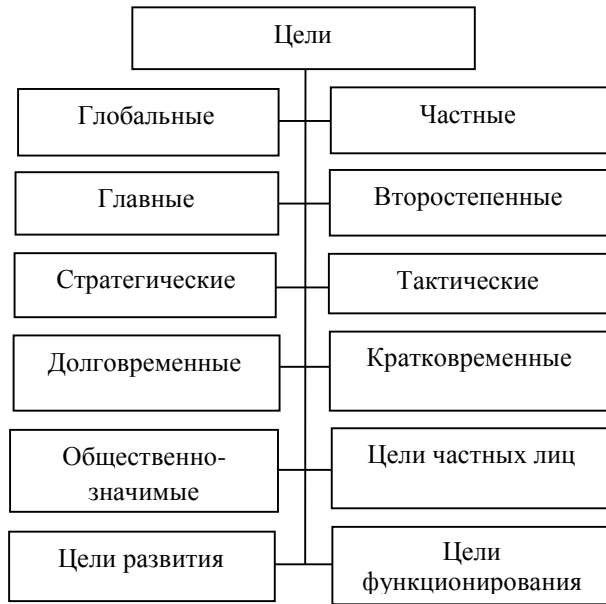 Цели
Глобальные
Частные
Главные
Второстепенные
Стратегические
Тактические
Долговременные
Кратковременные
Общественно-
значимые
Цели частных лиц
Цели развития
Цели
функционирования